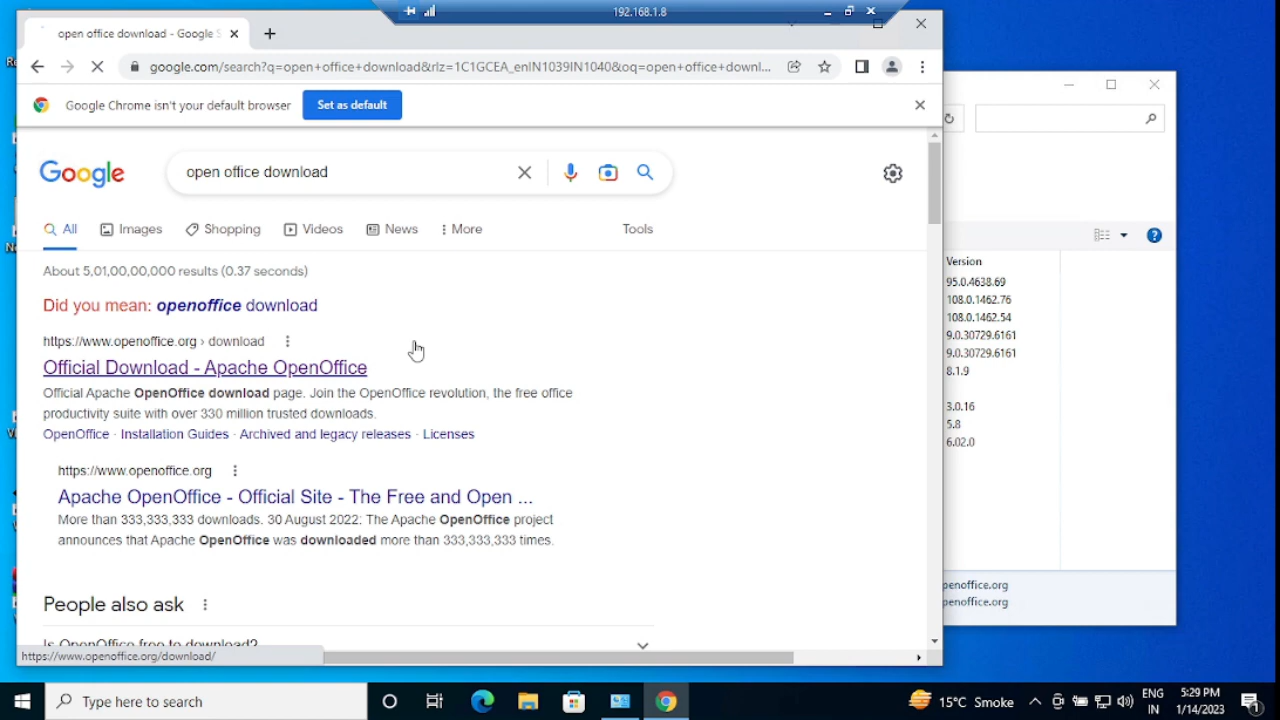 192.168.1.8
open office download - Google S
google.com/search?q=open+office+download&rlz=1C1GCEA_enIN1039IN1040&oq=open+office+downl...
Google Chrome isn't your default browser
Set as default
Google
open office download
All
Images
Shopping
Videos
News
More
Tools
About 5,01,00,00,000 results (0.37 seconds)
Did you mean: openoffice download
https://www.openoffice.org › download
Official Download - Apache OpenOffice
Official Apache OpenOffice download page. Join the OpenOffice revolution, the free office
productivity suite with over 330 million trusted downloads.
OpenOffice · Installation Guides · Archived and legacy releases · Licenses
https://www.openoffice.org
Apache OpenOffice - Official Site - The Free and Open ...
More than 333,333,333 downloads. 30 August 2022: The Apache OpenOffice project
announces that Apache OpenOffice was downloaded more than 333,333,333 times.
People also ask
Is OpenOffice free to download?
https://www.openoffice.org/download/
Version
95.0.4638.69
108.0.1462.76
108.0.1462.54
9.0.30729.6161
9.0.30729.6161
8.1.9
3.0.16
5.8
6.02.0
penoffice.org
penoffice.org
Type here to search
15°C Smoke
ENG
IN
5:29 PM
1/14/2023
1